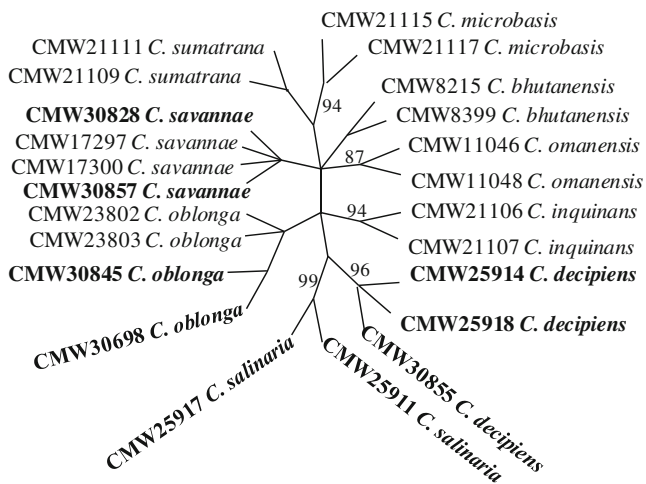 CMW21115 C. microbasis
CMW21111 C. sumatrana
CMW21117 C. microbasis
CMW21109 C. sumatrana
CMW8215 C. bhutanensis
94
CMW30828 C. savannae
CMW8399 C. bhutanensis
CMW17297 C. savannae
CMW11046 C. omanensis
87
CMW17300 C. savannae
CMW11048 C. omanensis
CMW30857 C. savannae
CMW23802 C. oblonga
94
CMW21106 C. inquinans
CMW23803 C. oblonga
CMW21107 C. inquinans
CMW30845 C. oblonga
99
96
CMW25914 C. decipiens
CMW30698 C. oblonga
CMW25918 C. decipiens
CMW25917 C. salinaria
CMW25911 C. salinaria
CMW30855 C. decipiens